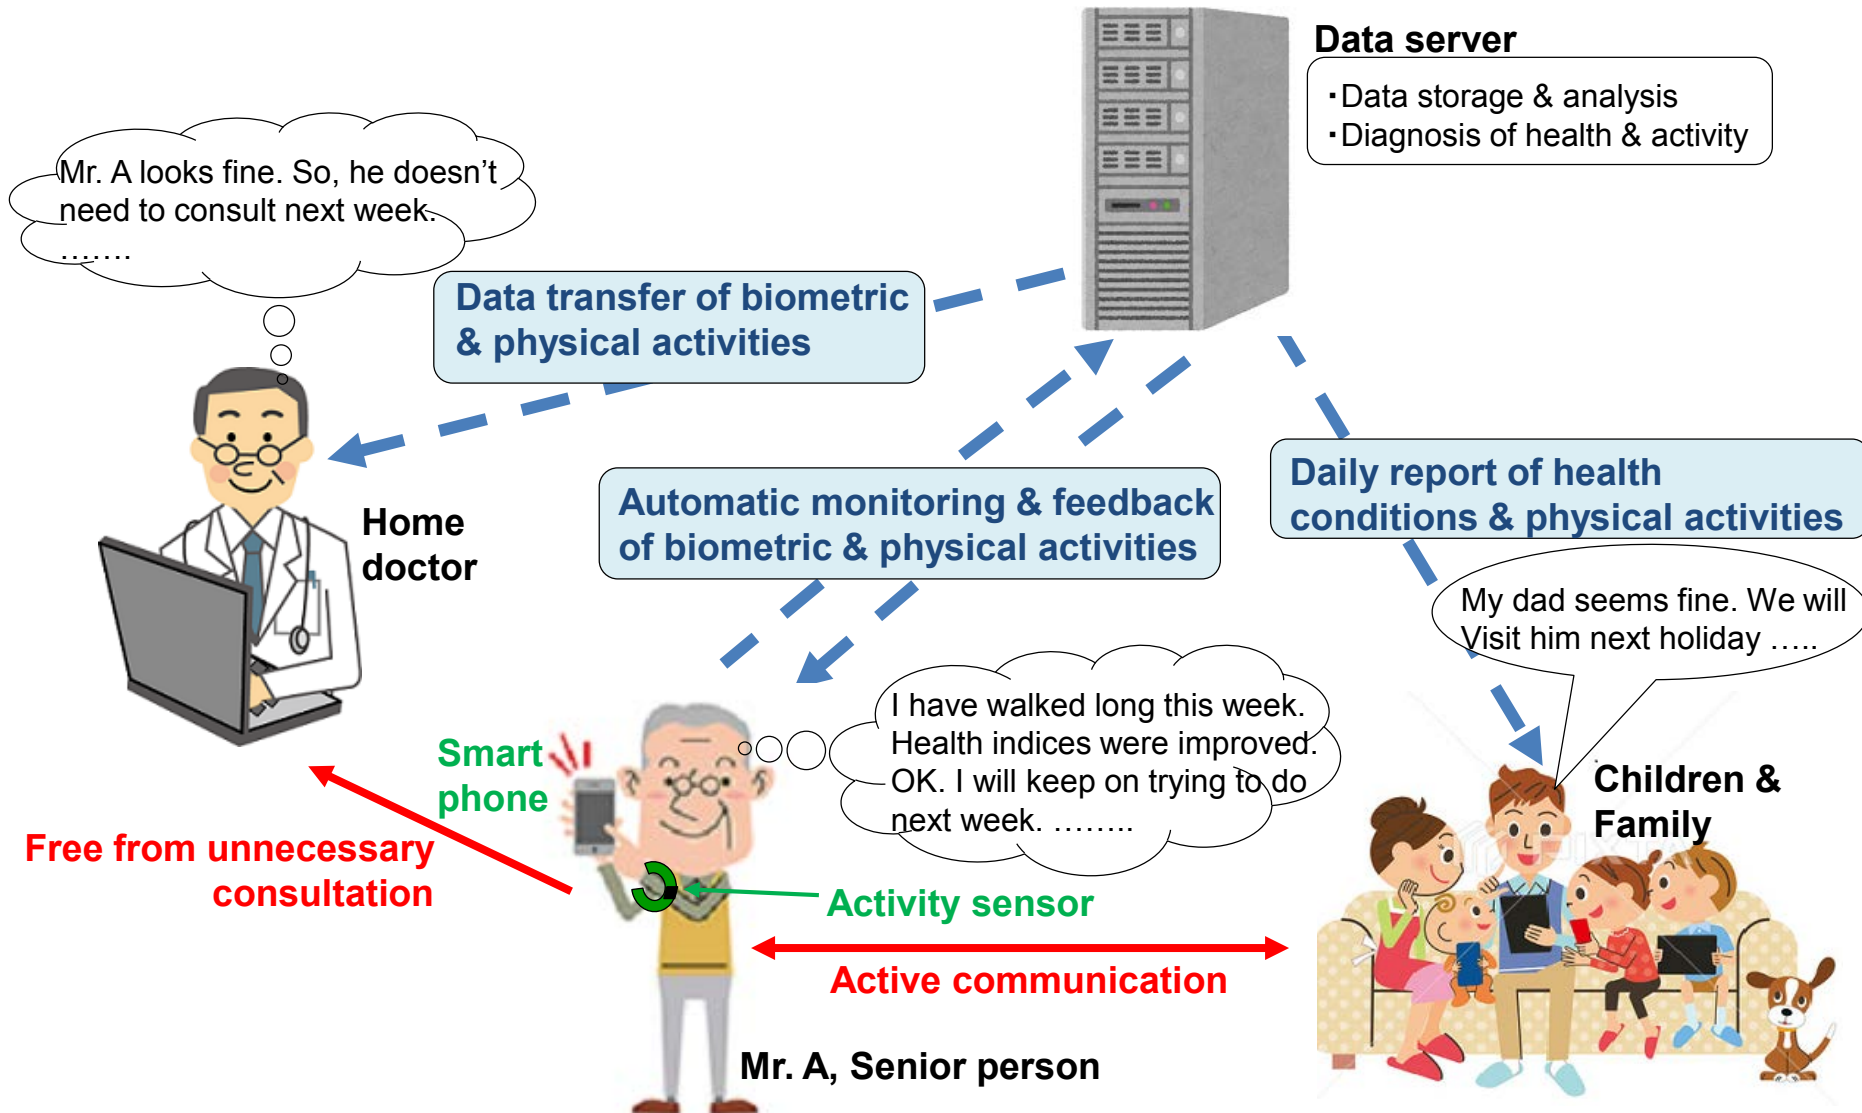 Data server
・Data storage & analysis
・Diagnosis of health & activity
Mr. A looks fine. So, he doesn't
need to consult next week.
…….
Data transfer of biometric
& physical activities
Home
doctor
Automatic monitoring & feedback
of biometric & physical activities
Daily report of health
conditions & physical activities
My dad seems fine. We will
Visit him next holiday …..
I have walked long this week.
Health indices were improved.
OK. I will keep on trying to do
next week. ……..
Smart
phone
Children &
Family
Free from unnecessary
consultation
Activity sensor
Active communication
Mr. A, Senior person